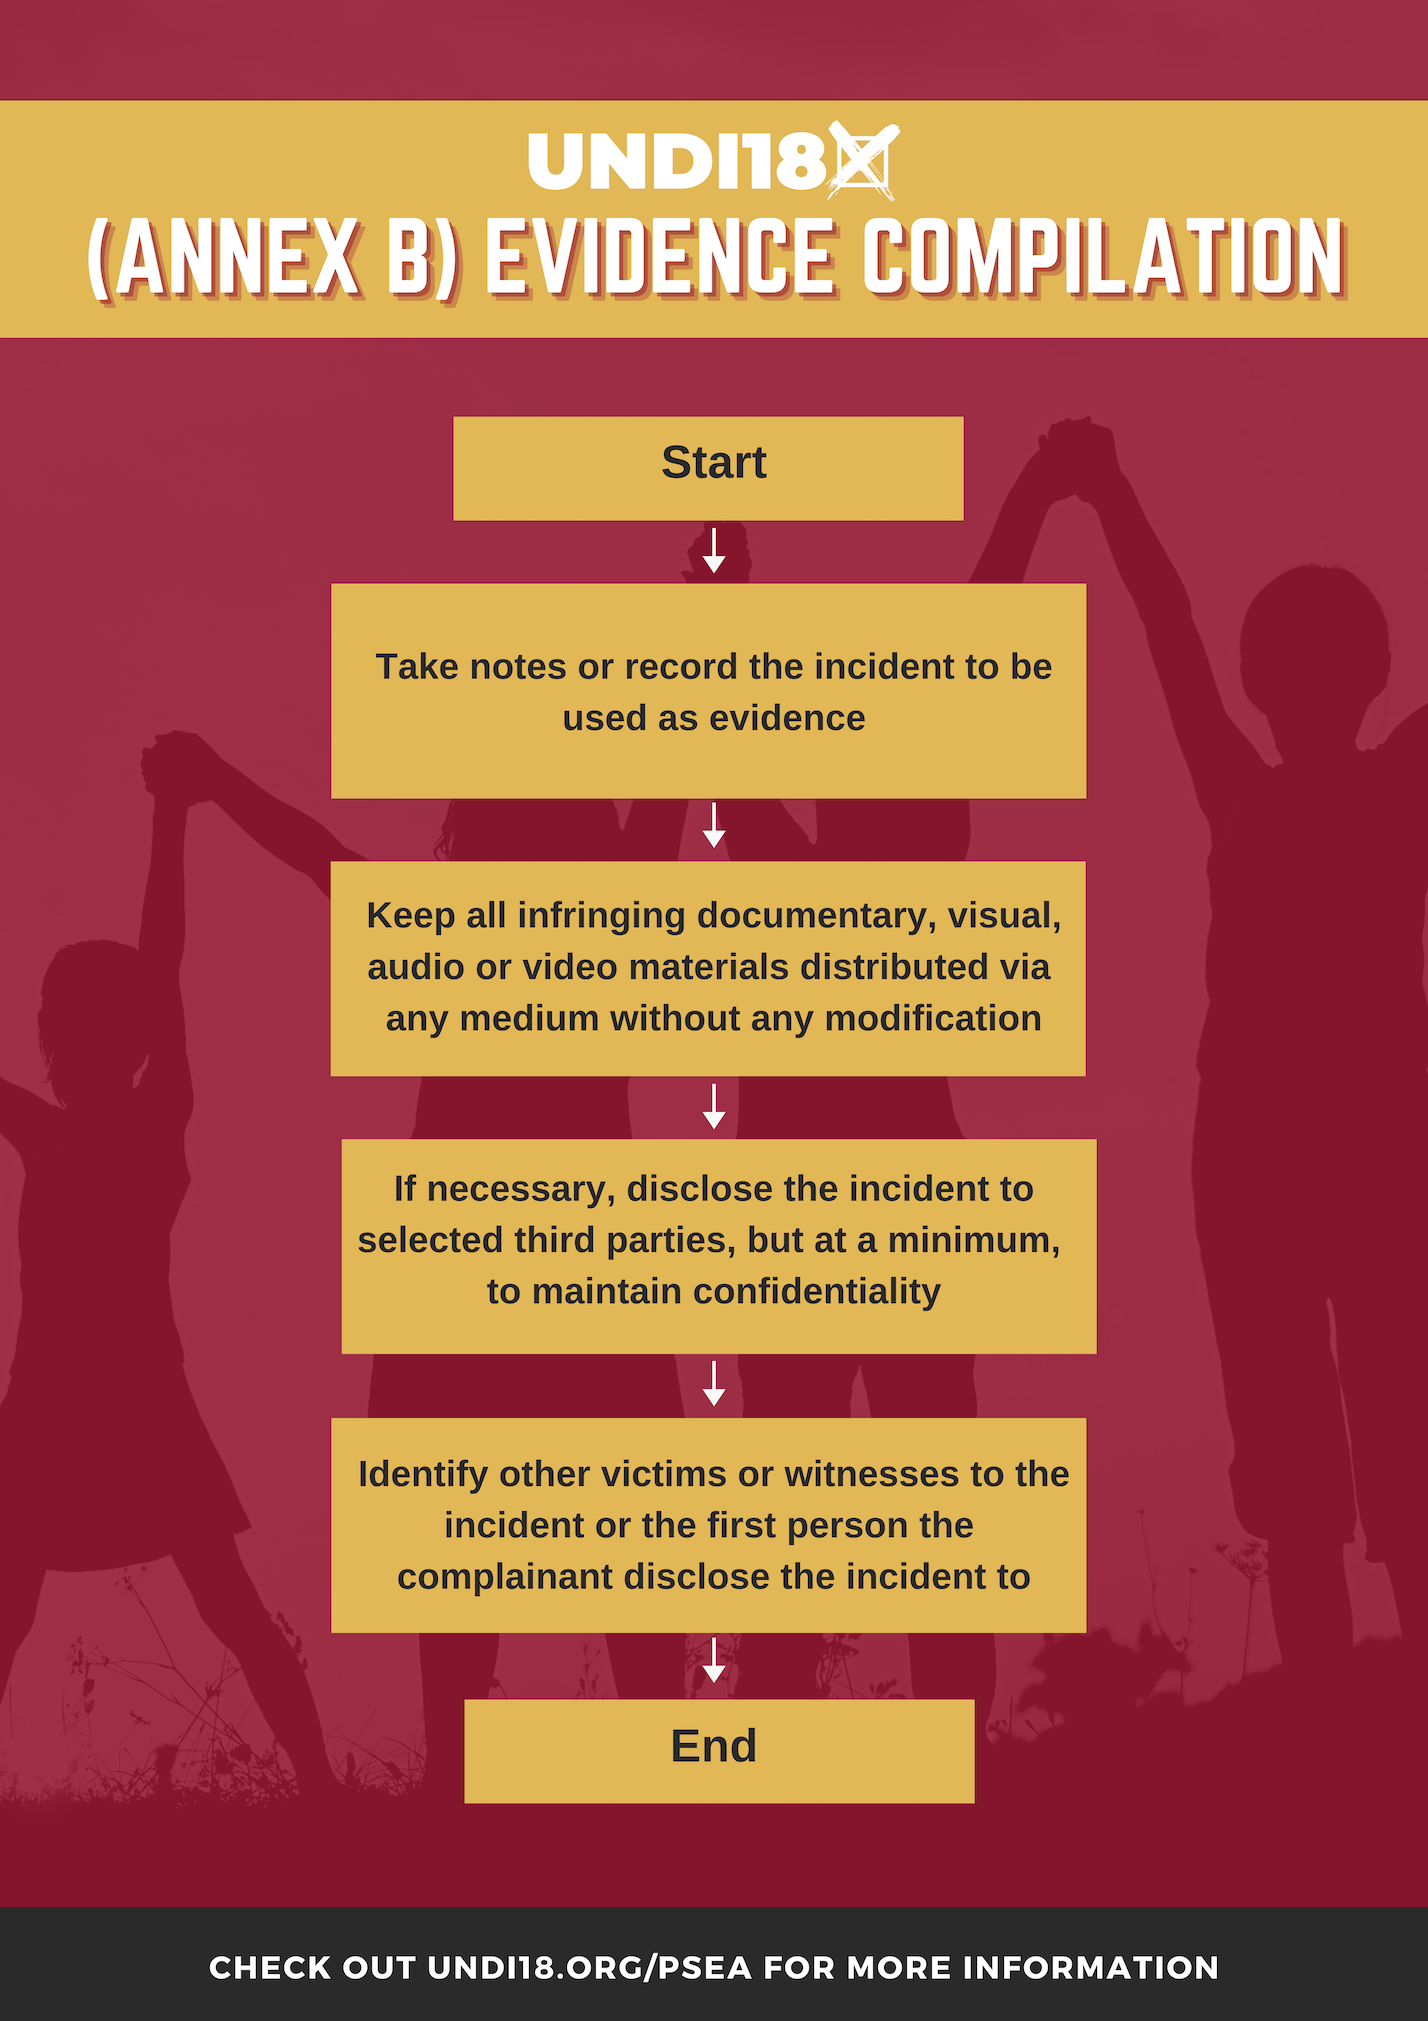 UNDI18
(ANNEX B) EVIDENCE COMPILATION
Start
Take notes or record the incident to be
used as evidence
Keep all infringing documentary, visual,
audio or video materials distributed via
any medium without any modification
If necessary, disclose the incident to
selected third parties, but at a minimum,
to maintain confidentiality
Identify other victims or witnesses to the
incident or the first person the
complainant disclose the incident to
End
CHECK OUT UNDI18.ORG/PSEA FOR MORE INFORMATION